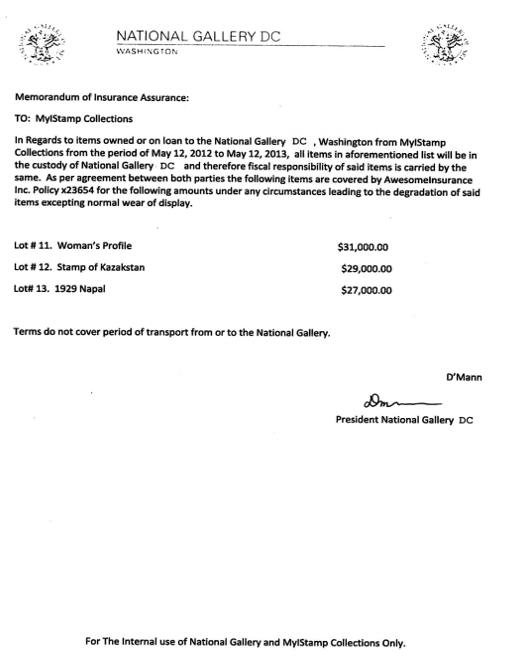 NATIONAL GALLERY DC
WASHINGTON
Memorandum of Insurance Assurance:
TO: MyIStamp Collections
In Regards to items owned or on loan to the National Gallery DC , Washington from MyIStamp
Collections from the period of May 12, 2012 to May 12, 2013, all items in aforementioned list will be in
the custody of National Gallery DC and therefore fiscal responsibility of said items is carried by the
same. As per agreement between both parties the following items are covered by AwesomeInsurance
Inc. Policy x23654 for the following amounts under any circumstances leading to the degradation of said
items excepting normal wear of display.
Lot # 11. Woman's Profile $31,000.00
Lot # 12. Stamp of Kazakstan $29,000.00
Lot# 13. 1929 Napal $27,000.00
Terms do not cover period of transport from or to the National Gallery.
D'Mann
Dm
President National Gallery DC
For The Internal use of National Gallery and MyIStamp Collections Only.